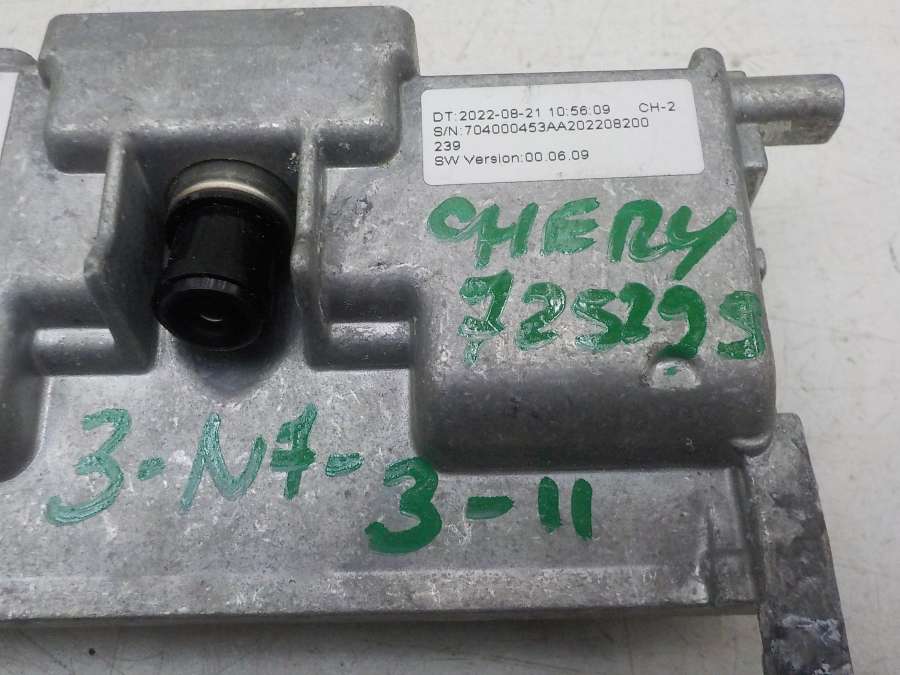 DT:2022-08-21 10:56:09 CH-2
S/N:704000453AA202208200
239
SW Version:00.06.09
CHERY
725299
3-N7-
3-11